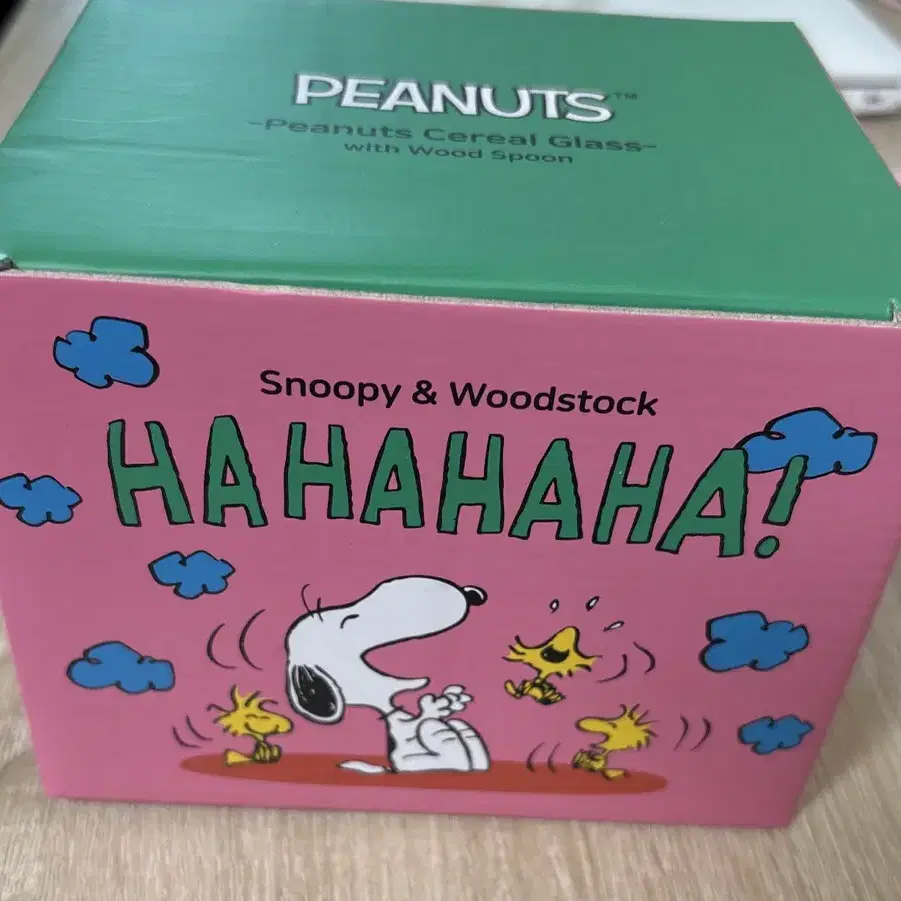 PEANUTS™
-Peanuts Cereal Glass-
with Wood Spoon
Snoopy & Woodstock
HAHAHAHA!